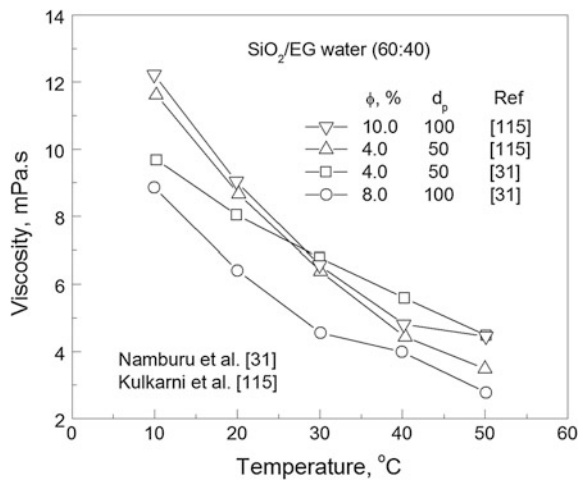 14
12
10
8
6
4
2
0
10
20
30
40
50
60
Viscosity, mPa.s
Temperature, °C
SiO₂/EG water (60:40)
ϕ, % dₚ Ref
10.0 100 [115]
4.0 50 [115]
4.0 50 [31]
8.0 100 [31]
Namburu et al. [31]
Kulkarni et al. [115]